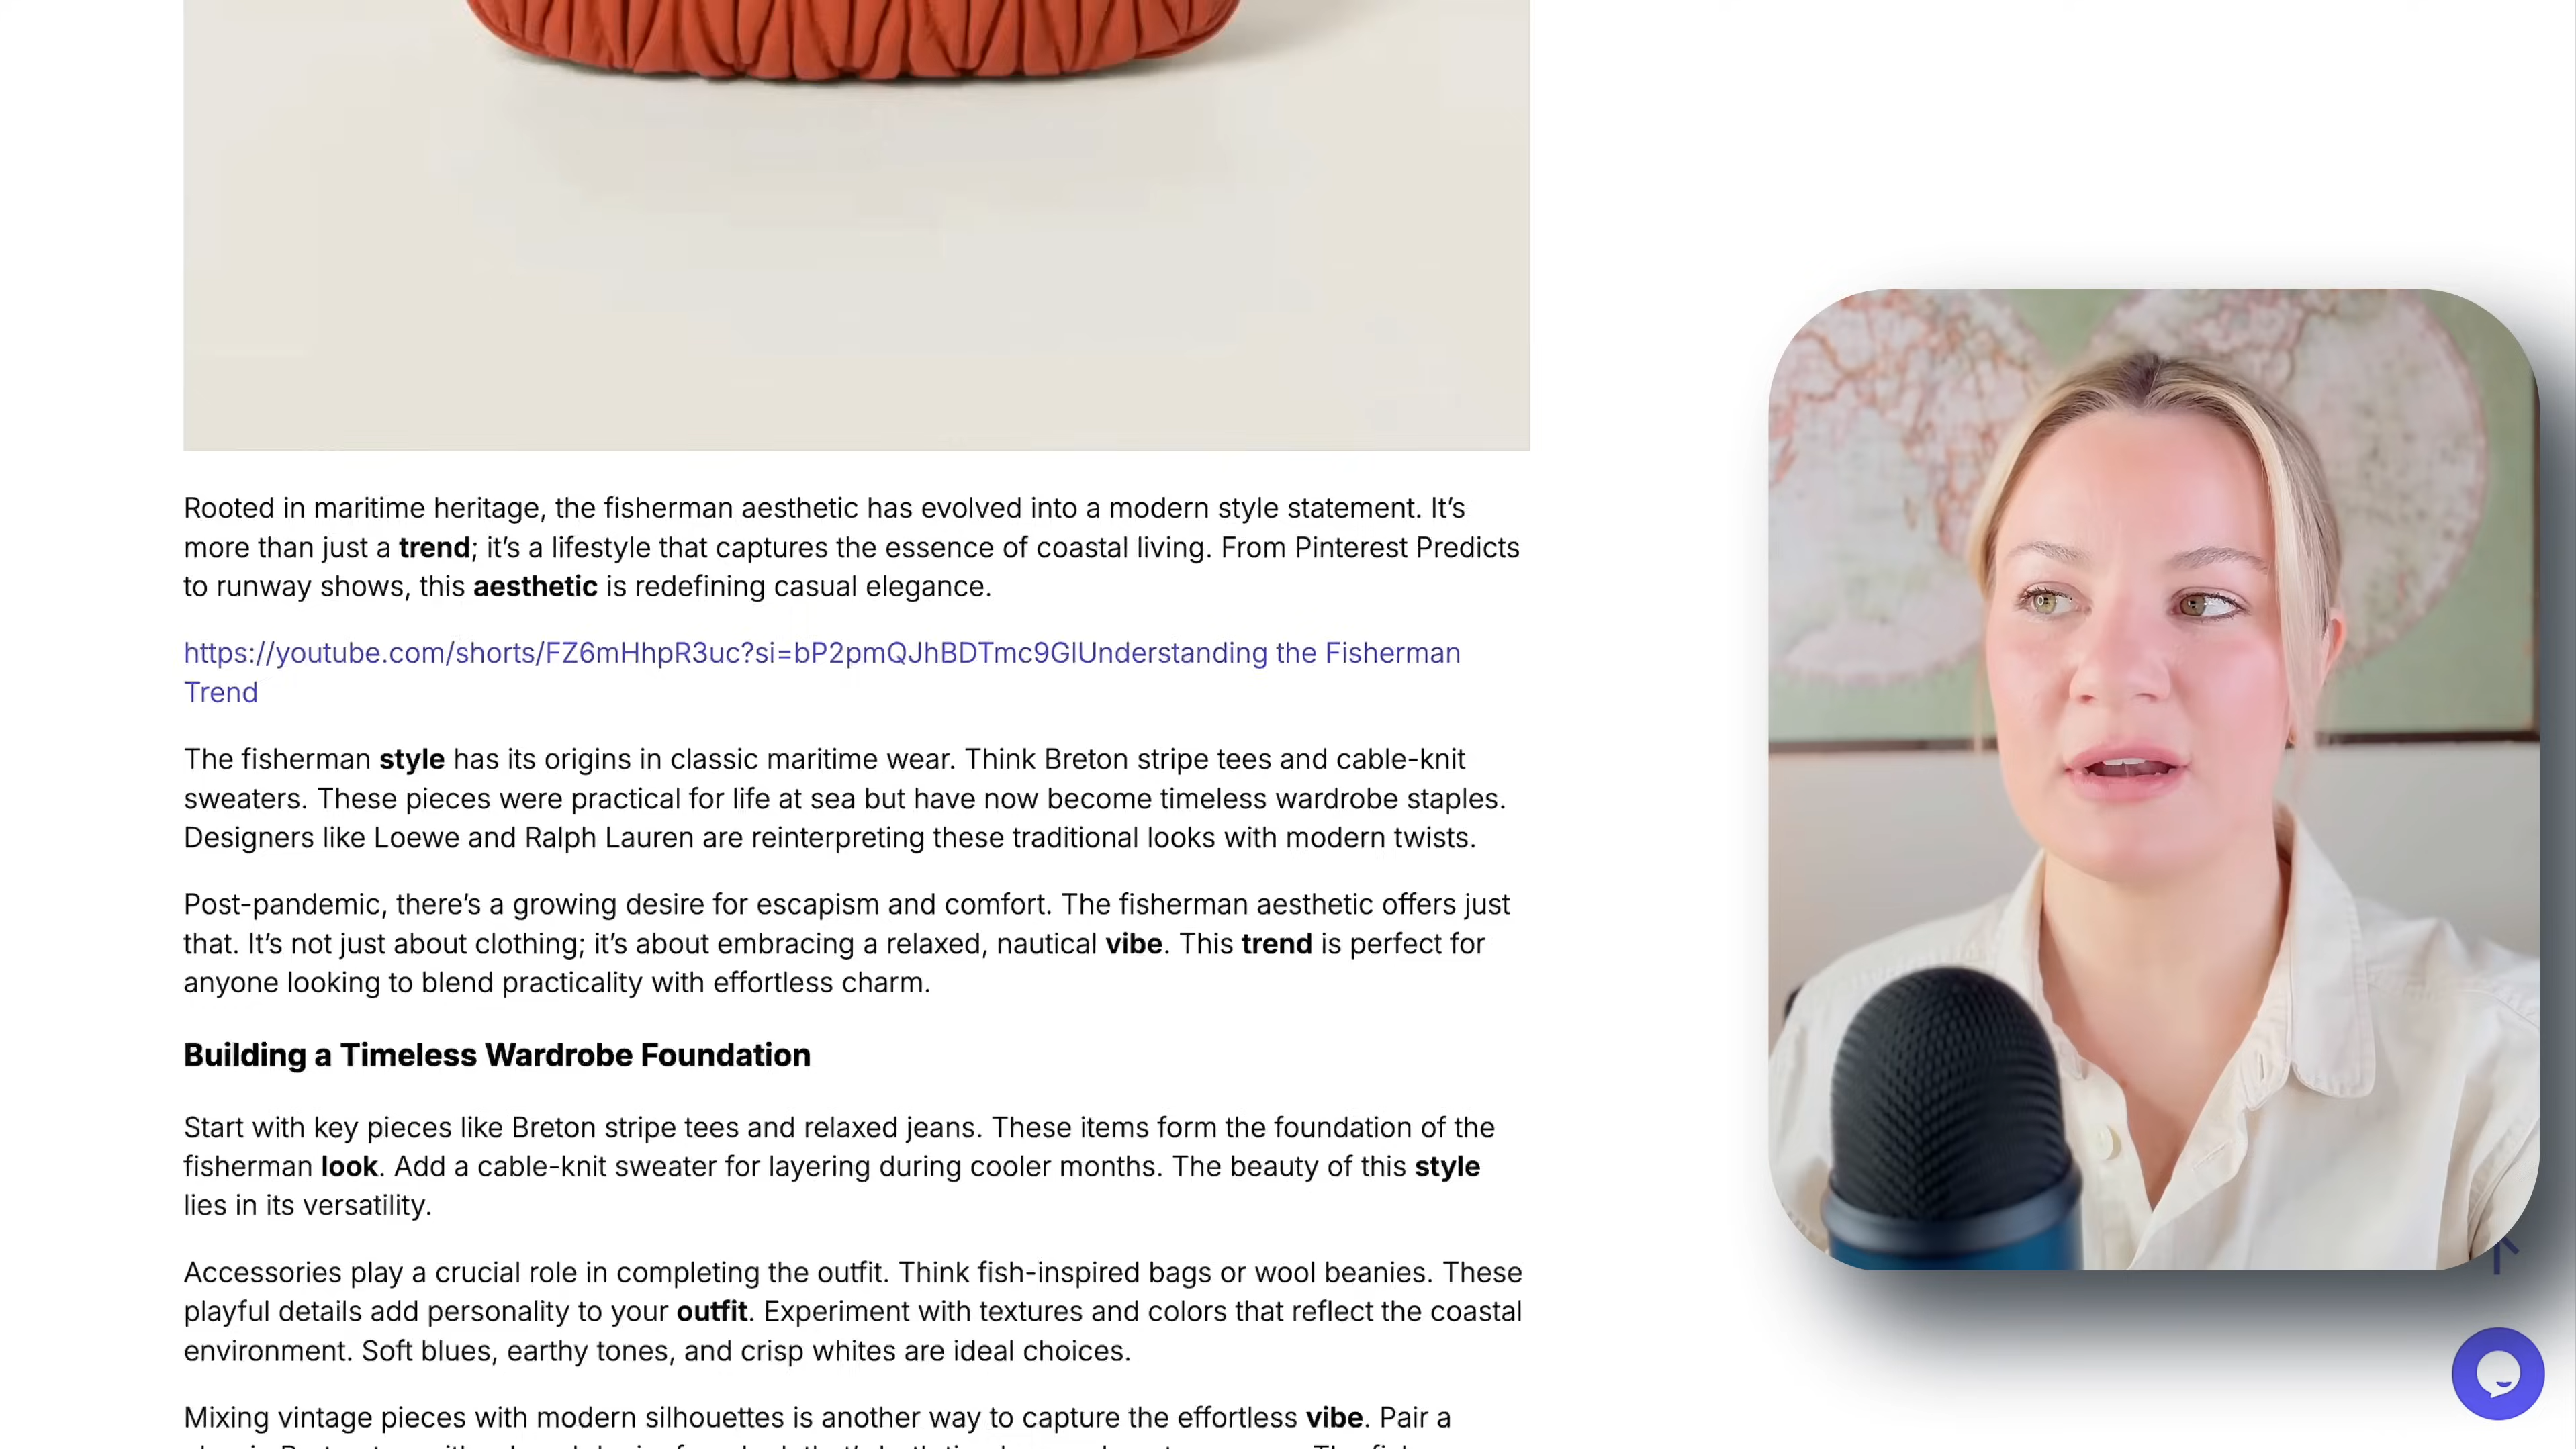 Rooted in maritime heritage, the fisherman aesthetic has evolved into a modern style statement. It’s
more than just a trend; it’s a lifestyle that captures the essence of coastal living. From Pinterest Predicts
to runway shows, this aesthetic is redefining casual elegance.
https://youtube.com/shorts/FZ6mHhpR3uc?si=bP2pmQJhBDTmc9GlUnderstanding the Fisherman
Trend
The fisherman style has its origins in classic maritime wear. Think Breton stripe tees and cable-knit
sweaters. These pieces were practical for life at sea but have now become timeless wardrobe staples.
Designers like Loewe and Ralph Lauren are reinterpreting these traditional looks with modern twists.
Post-pandemic, there’s a growing desire for escapism and comfort. The fisherman aesthetic offers just
that. It’s not just about clothing; it’s about embracing a relaxed, nautical vibe. This trend is perfect for
anyone looking to blend practicality with effortless charm.
Building a Timeless Wardrobe Foundation
Start with key pieces like Breton stripe tees and relaxed jeans. These items form the foundation of the
fisherman look. Add a cable-knit sweater for layering during cooler months. The beauty of this style
lies in its versatility.
Accessories play a crucial role in completing the outfit. Think fish-inspired bags or wool beanies. These
playful details add personality to your outfit. Experiment with textures and colors that reflect the coastal
environment. Soft blues, earthy tones, and crisp whites are ideal choices.
Mixing vintage pieces with modern silhouettes is another way to capture the effortless vibe. Pair a